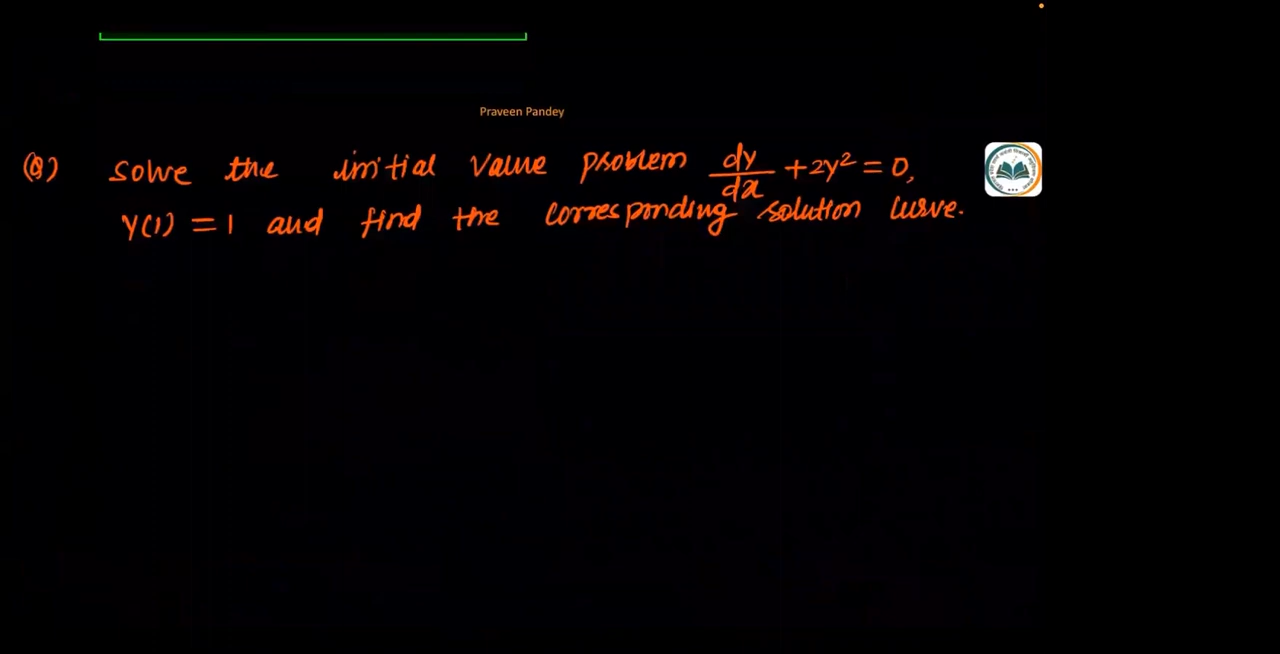 Praveen Pandey
(Q) Solve the initial value problem dy/dx + 2y² = 0,
y(1) = 1 and find the corresponding solution curve.